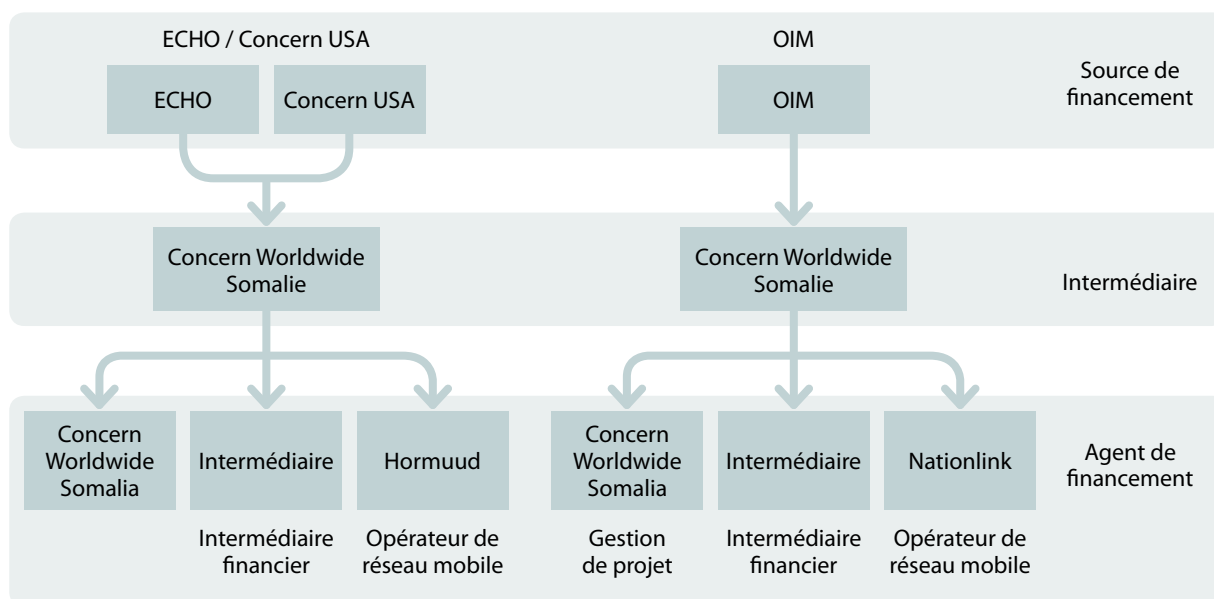 ECHO / Concern USA
OIM
ECHO
Concern USA
OIM
Source de
financement
Concern Worldwide
Somalie
Concern Worldwide
Somalie
Intermédiaire
Concern
Worldwide
Somalia
Intermédiaire
Hormuud
Concern
Worldwide
Somalia
Intermédiaire
Nationlink
Agent de
financement
Intermédiaire
financier
Opérateur de
réseau mobile
Gestion
de projet
Intermédiaire
financier
Opérateur de
réseau mobile